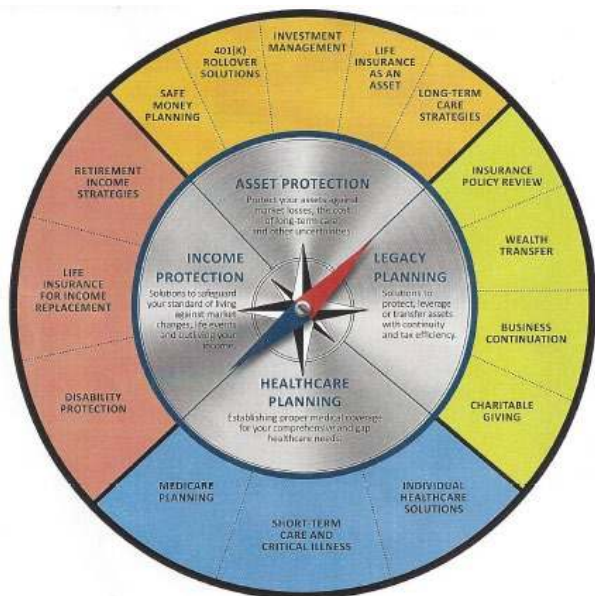 INVESTMENT
MANAGEMENT
401(K)
ROLLOVER
SOLUTIONS
LIFE
INSURANCE
AS AN
ASSET
SAFE
MONEY
PLANNING
LONG-TERM
CARE
STRATEGIES
RETIREMENT
INCOME
STRATEGIES
INSURANCE
POLICY REVIEW
ASSET PROTECTION
Protect your assets against
market losses, the cost
of long-term care
and other uncertainties.
WEALTH
TRANSFER
INCOME
PROTECTION
Solutions to safeguard
your standard of living
against market
changes, life events
and outliving your
income.
LEGACY
PLANNING
Solutions to
protect, leverage
or transfer assets
with continuity
and tax efficiency.
LIFE
INSURANCE
FOR INCOME
REPLACEMENT
BUSINESS
CONTINUATION
HEALTHCARE
PLANNING
Establishing proper medical coverage
for your comprehensive and gap
healthcare needs.
DISABILITY
PROTECTION
CHARITABLE
GIVING
MEDICARE
PLANNING
SHORT-TERM
CARE AND
CRITICAL ILLNESS
INDIVIDUAL
HEALTHCARE
SOLUTIONS